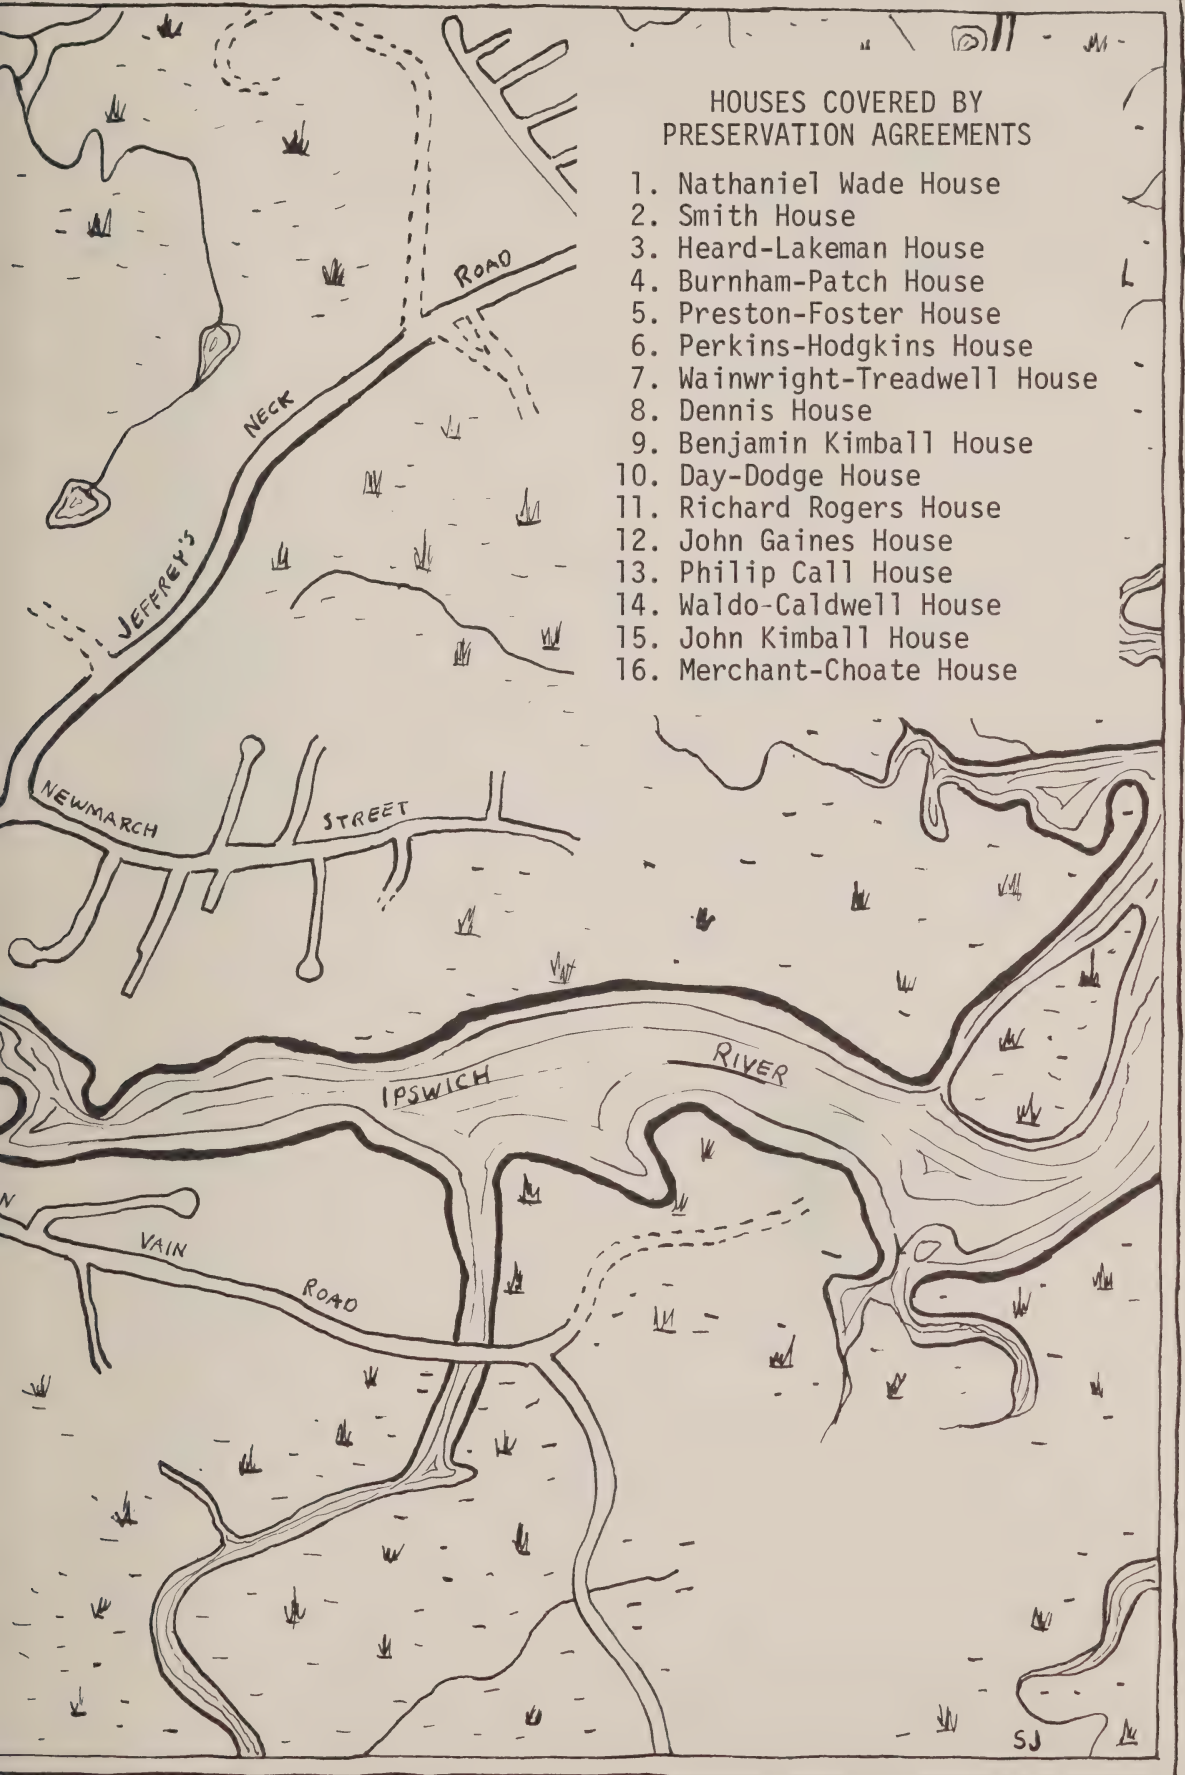 HOUSES COVERED BY
PRESERVATION AGREEMENTS
1. Nathaniel Wade House
2. Smith House
3. Heard-Lakeman House
4. Burnham-Patch House
5. Preston-Foster House
6. Perkins-Hodgkins House
7. Wainwright-Treadwell House
8. Dennis House
9. Benjamin Kimball House
10. Day-Dodge House
11. Richard Rogers House
12. John Gaines House
13. Philip Call House
14. Waldo-Caldwell House
15. John Kimball House
16. Merchant-Choate House
JEFFREY'S NECK ROAD
NEWMARCH STREET
IPSWICH RIVER
N
VAIN ROAD
SJ